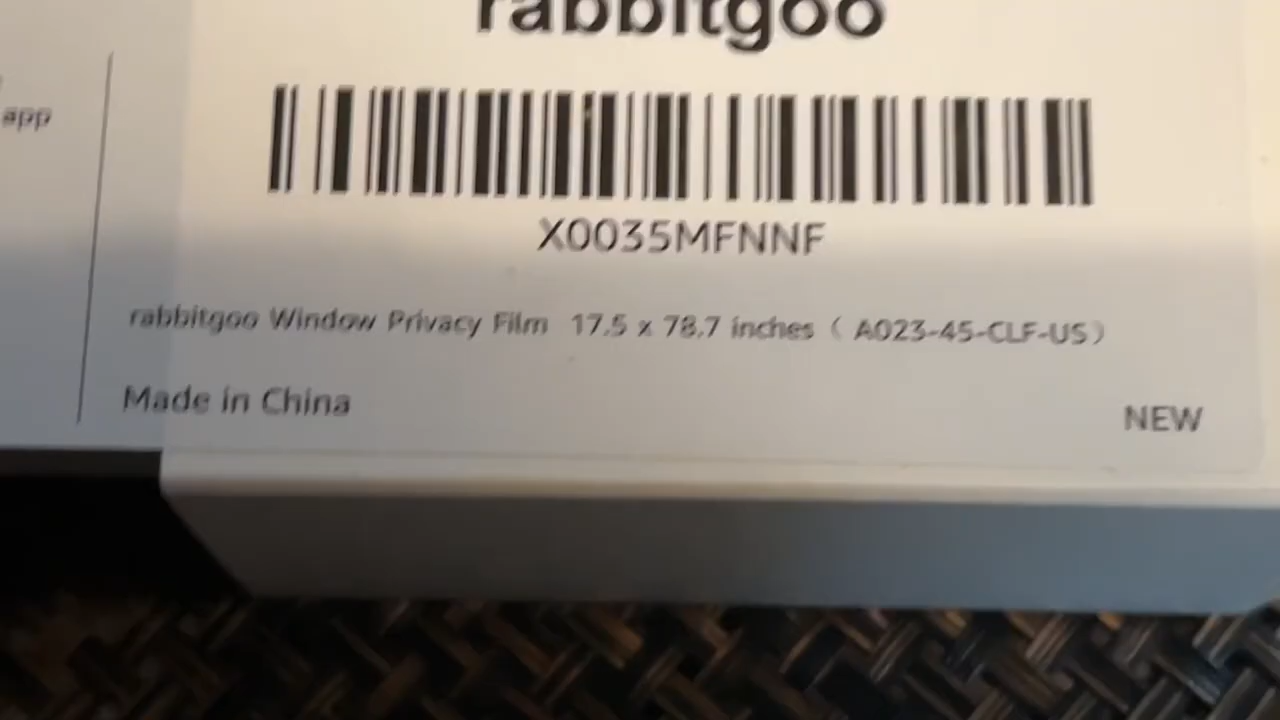 rabbitgoo
app
X0035MFNNF
rabbitgoo Window Privacy Film 17.5 x 78.7 inches ( A023-45-CLF-US)
Made in China
NEW